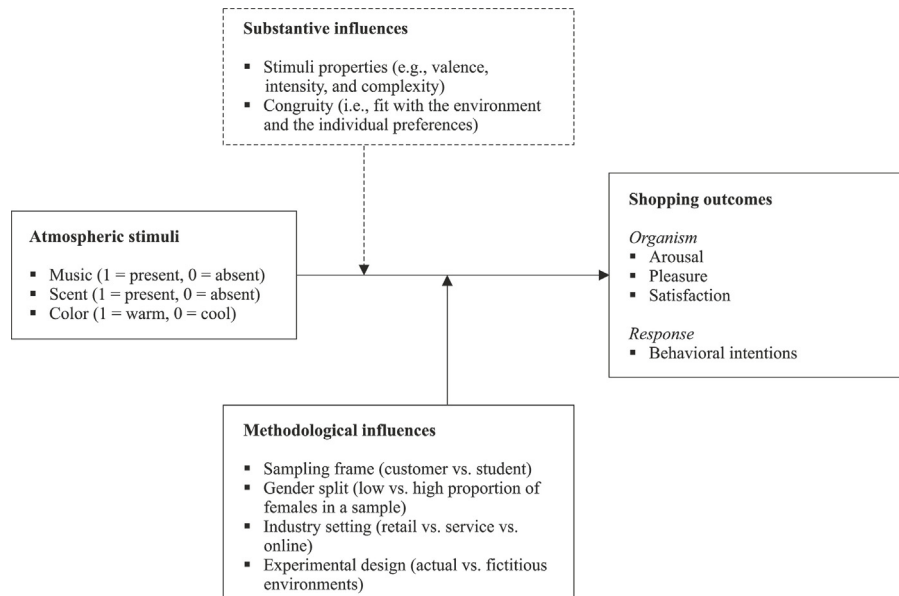 Substantive influences
▪ Stimuli properties (e.g., valence,
intensity, and complexity)
▪ Congruity (i.e., fit with the environment
and the individual preferences)
Atmospheric stimuli
▪ Music (1 = present, 0 = absent)
▪ Scent (1 = present, 0 = absent)
▪ Color (1 = warm, 0 = cool)
Shopping outcomes
Organism
▪ Arousal
▪ Pleasure
▪ Satisfaction
Response
▪ Behavioral intentions
Methodological influences
▪ Sampling frame (customer vs. student)
▪ Gender split (low vs. high proportion of
females in a sample)
▪ Industry setting (retail vs. service vs.
online)
▪ Experimental design (actual vs. fictitious
environments)